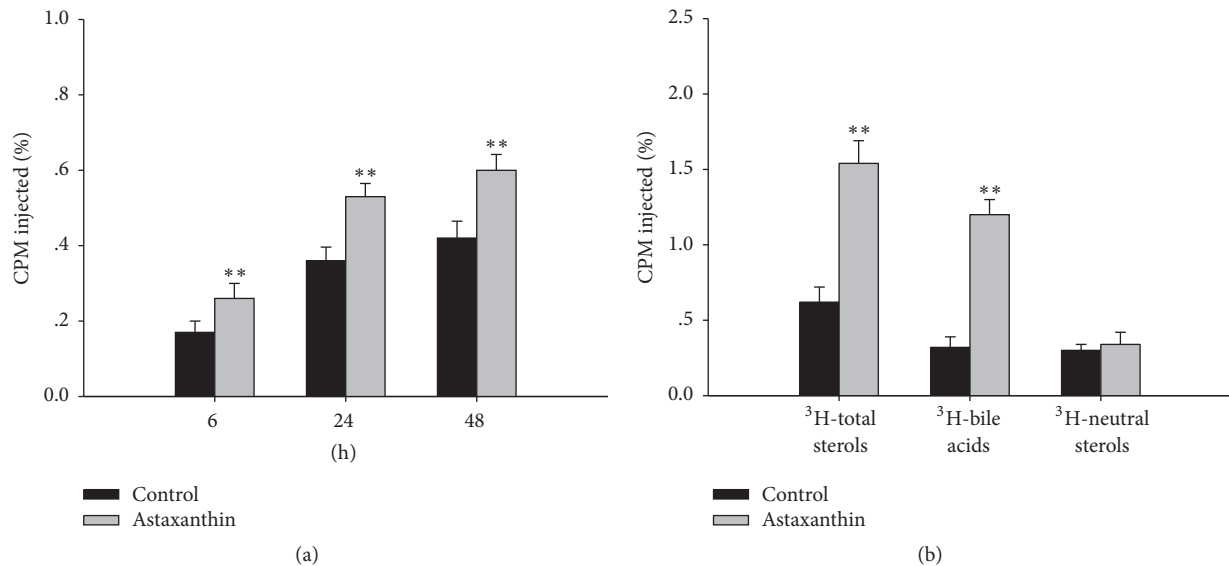 CPM injected (%)
1.0
.8
.6
.4
.2
0.0
**
**
**
6
24
48
(h)
Control
Astaxanthin
(a)
CPM injected (%)
2.5
2.0
1.5
1.0
.5
0.0
**
**
³H-total
sterols
³H-bile
acids
³H-neutral
sterols
Control
Astaxanthin
(b)